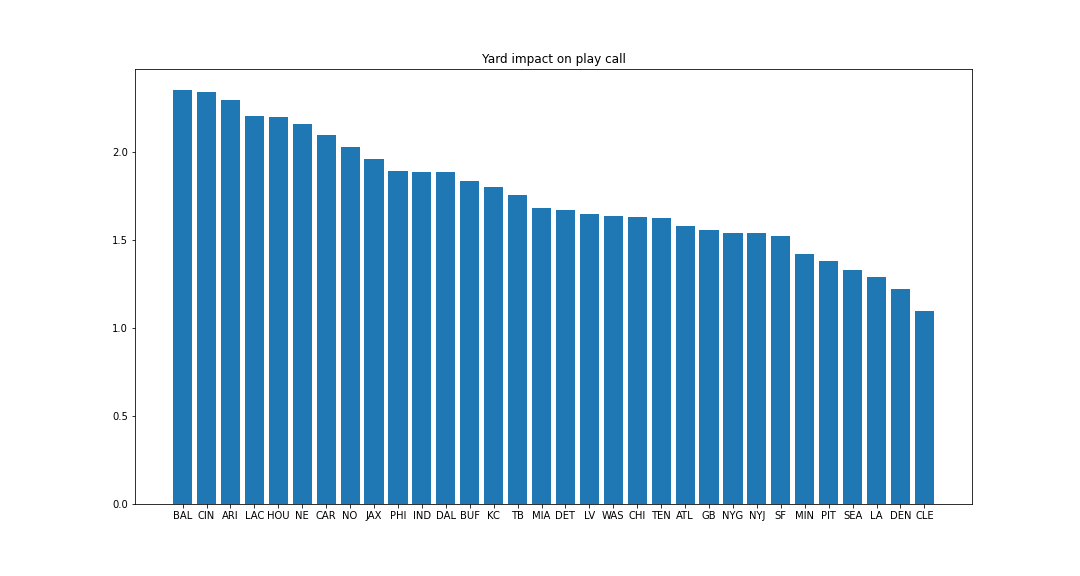 Yard impact on play call
2.0
1.5
1.0
0.5
0.0
BAL CIN ARI LAC HOU NE CAR NO JAX PHI IND DAL BUF KC TB MIA DET LV WAS CHI TEN ATL GB NYG NYJ SF MIN PIT SEA LA DEN CLE